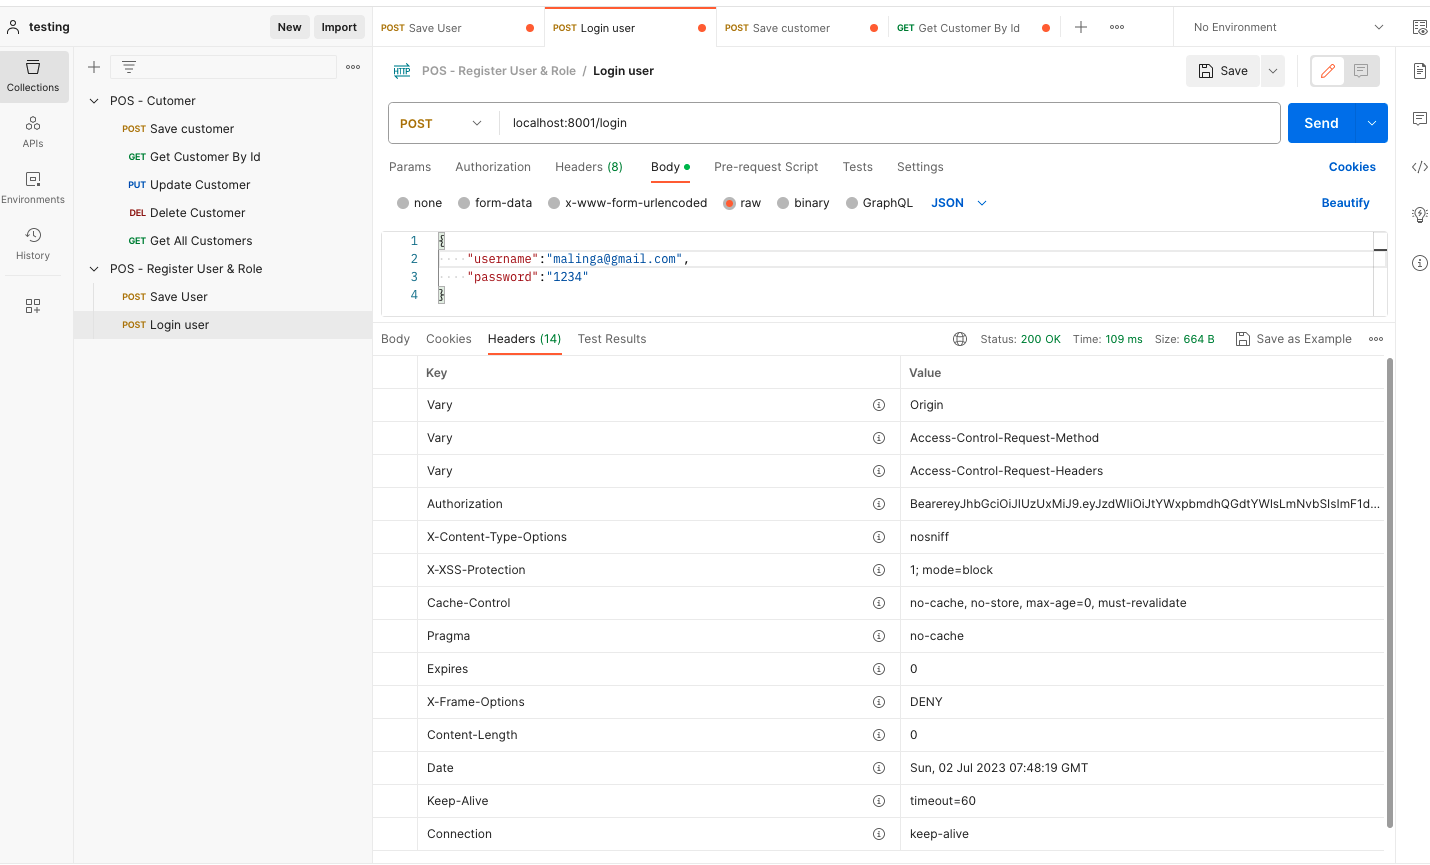 testing
New
Import
POST Save User
POST Login user
POST Save customer
GET Get Customer By Id
No Environment
Collections
APIs
Environments
History
POS - Cutomer
POST Save customer
GET Get Customer By Id
PUT Update Customer
DEL Delete Customer
GET Get All Customers
POS - Register User & Role
POST Save User
POST Login user
HTTP POS - Register User & Role / Login user
Save
POST localhost:8001/login
Send
Params Authorization Headers (8) Body Pre-request Script Tests Settings
Cookies
none form-data x-www-form-urlencoded raw binary GraphQL JSON
Beautify
1 {
2 "username":"malinga@gmail.com",
3 "password":"1234"
4 }
Body Cookies Headers (14) Test Results
Status: 200 OK Time: 109 ms Size: 664 B Save as Example
Key Value
Vary Origin
Vary Access-Control-Request-Method
Vary Access-Control-Request-Headers
Authorization BearereyJhbGciOiJIUzUxMiJ9.eyJzdWIiOiJtYWxpbmdhQGdtYWlsLmNvbSIsImF1d...
X-Content-Type-Options nosniff
X-XSS-Protection 1; mode=block
Cache-Control no-cache, no-store, max-age=0, must-revalidate
Pragma no-cache
Expires 0
X-Frame-Options DENY
Content-Length 0
Date Sun, 02 Jul 2023 07:48:19 GMT
Keep-Alive timeout=60
Connection keep-alive